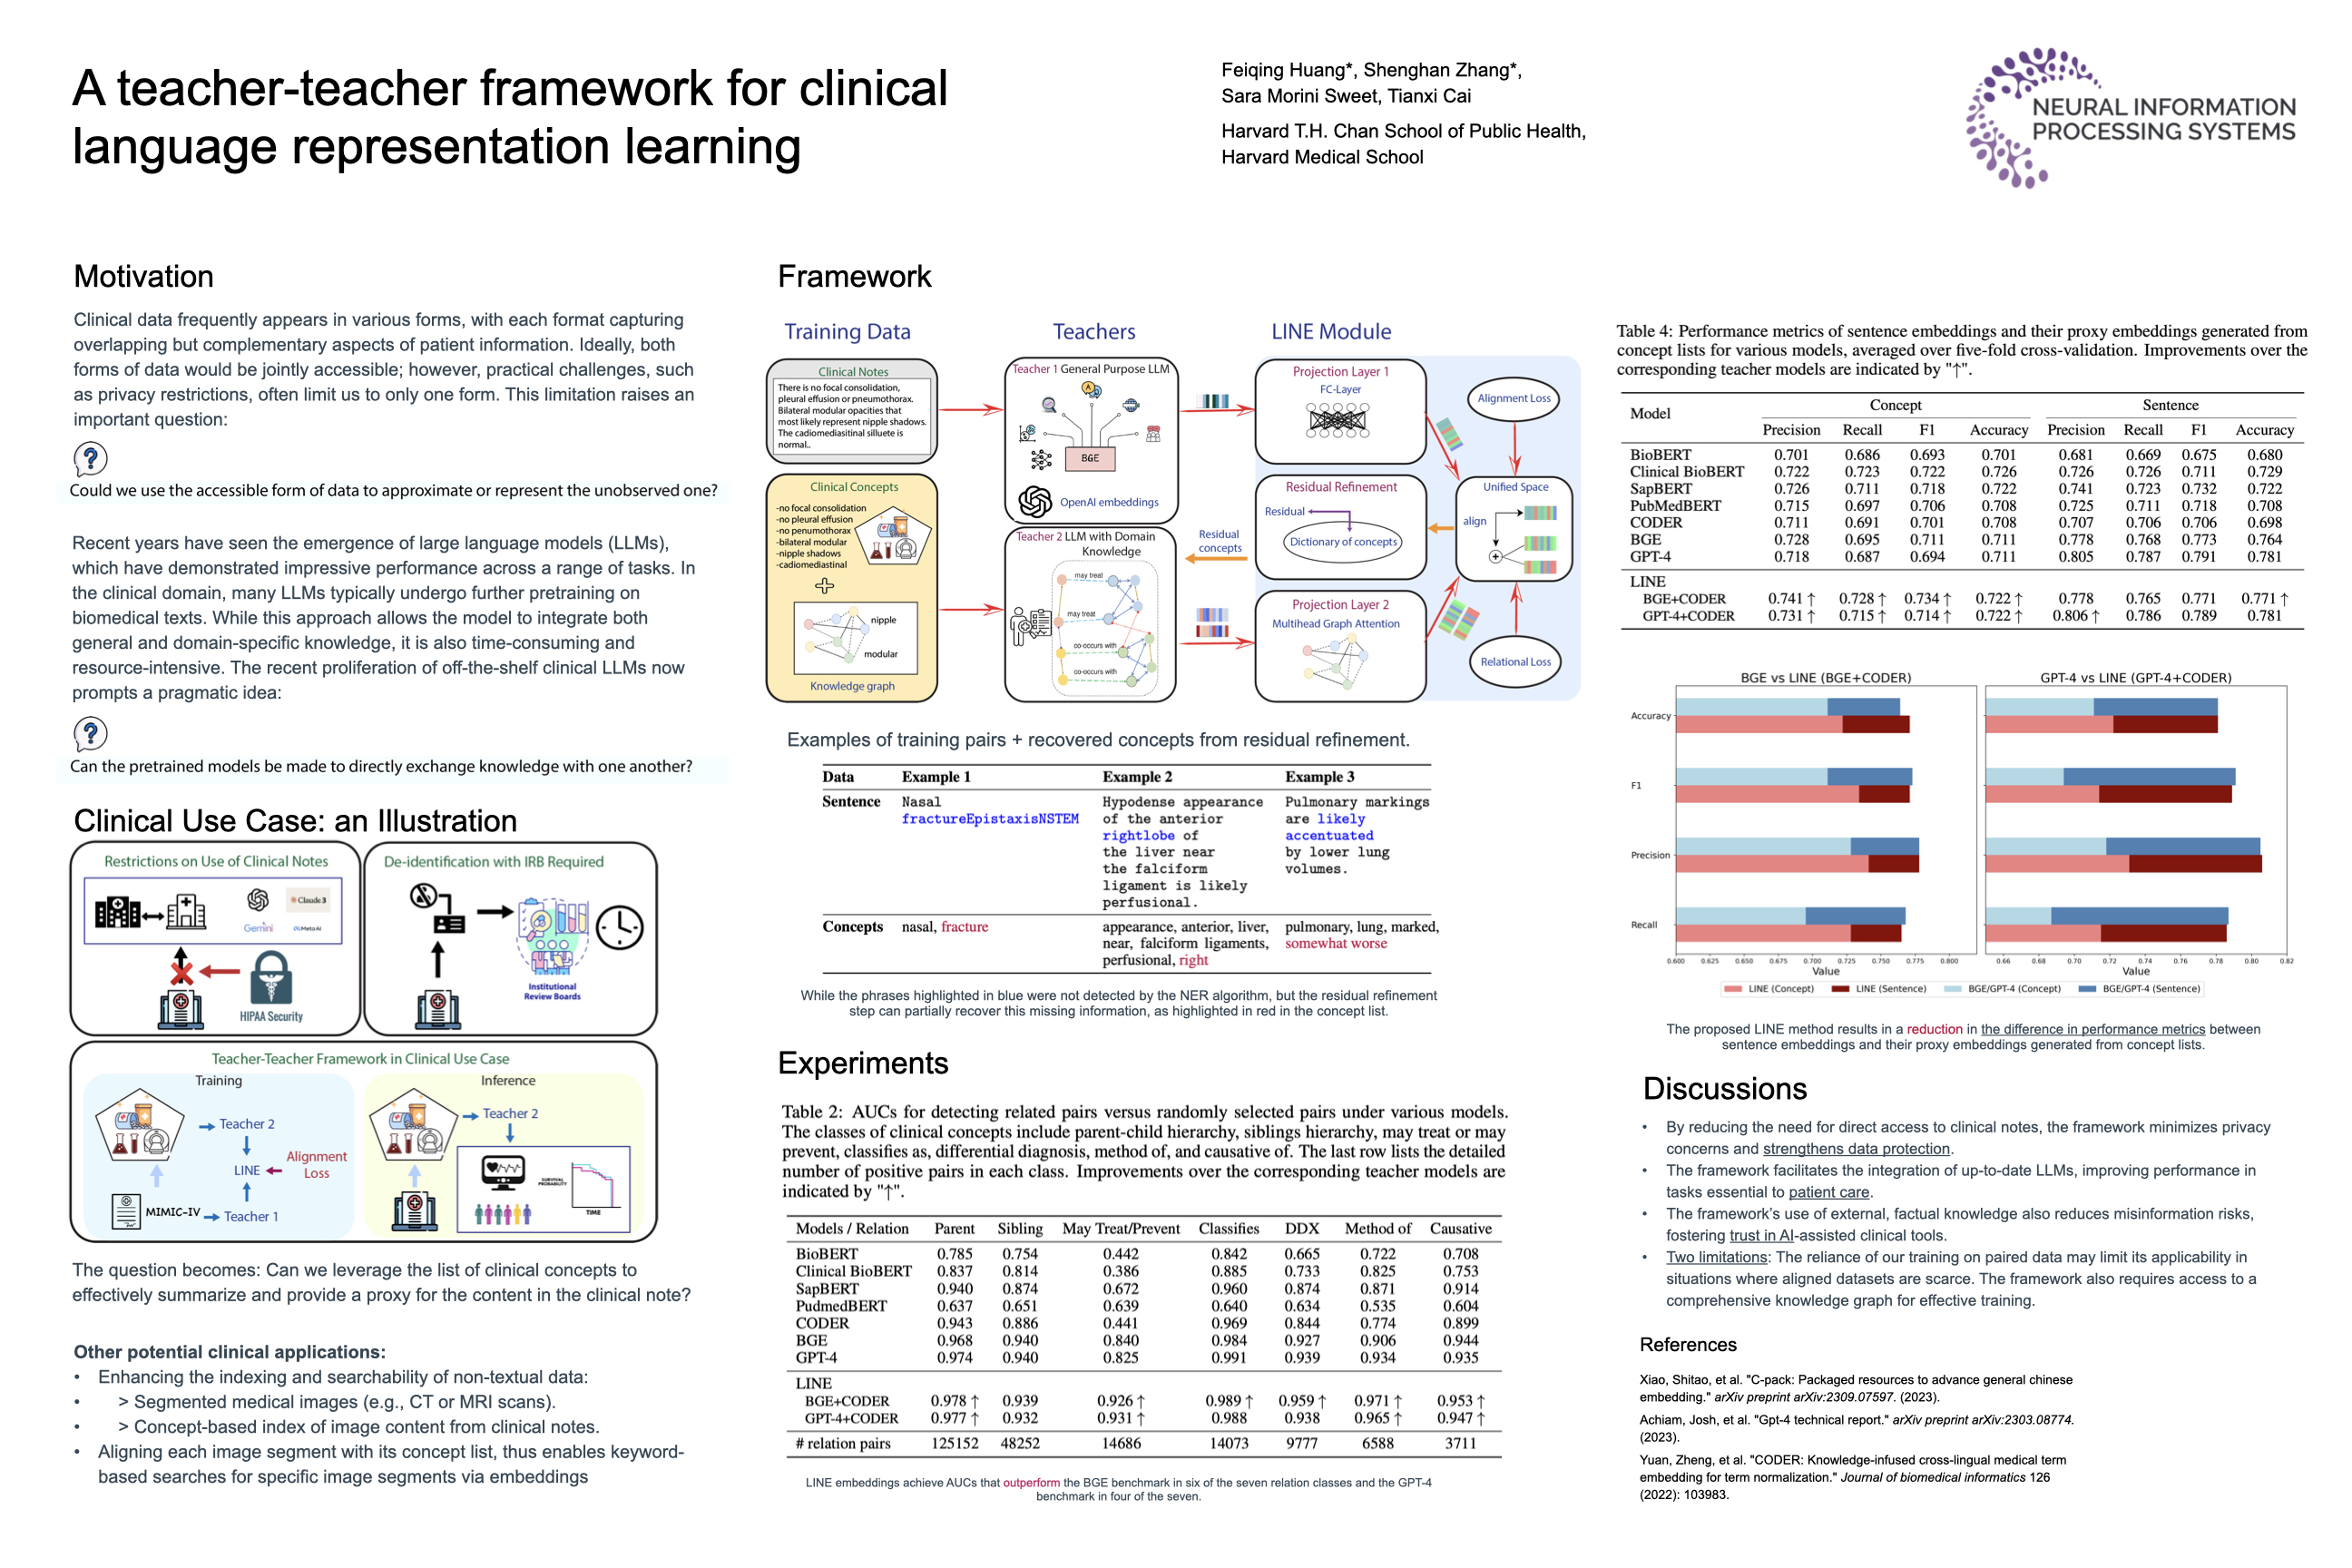 A teacher-teacher framework for clinical
language representation learning
Feiqing Huang*, Shenghan Zhang*,
Sara Morini Sweet, Tianxi Cai
Harvard T.H. Chan School of Public Health,
Harvard Medical School
NEURAL INFORMATION
PROCESSING SYSTEMS
Motivation
Clinical data frequently appears in various forms, with each format capturing
overlapping but complementary aspects of patient information. Ideally, both
forms of data would be jointly accessible; however, practical challenges, such
as privacy restrictions, often limit us to only one form. This limitation raises an
important question:
?
Could we use the accessible form of data to approximate or represent the unobserved one?
Recent years have seen the emergence of large language models (LLMs),
which have demonstrated impressive performance across a range of tasks. In
the clinical domain, many LLMs typically undergo further pretraining on
biomedical texts. While this approach allows the model to integrate both
general and domain-specific knowledge, it is also time-consuming and
resource-intensive. The recent proliferation of off-the-shelf clinical LLMs now
prompts a pragmatic idea:
?
Can the pretrained models be made to directly exchange knowledge with one another?
Clinical Use Case: an Illustration
Restrictions on Use of Clinical Notes
Claude 3
Gemini
Meta AI
HIPAA Security
De-identification with IRB Required
Institutional
Review Boards
Teacher-Teacher Framework in Clinical Use Case
Training
Teacher 2
LINE
Alignment
Loss
MIMIC-IV
Teacher 1
Inference
Teacher 2
SURVIVAL
PROBABILITY
TIME
The question becomes: Can we leverage the list of clinical concepts to
effectively summarize and provide a proxy for the content in the clinical note?
Other potential clinical applications:
• Enhancing the indexing and searchability of non-textual data:
• > Segmented medical images (e.g., CT or MRI scans).
• > Concept-based index of image content from clinical notes.
• Aligning each image segment with its concept list, thus enables keyword-
based searches for specific image segments via embeddings
Framework
Training Data
Teachers
LINE Module
Clinical Notes
There is no focal consolidation,
pleural effusion or pneumothorax.
Bilateral modular opacities that
most likely represent nipple shadows.
The cadiomediasitinal silluete is
normal..
Clinical Concepts
-no focal consolidation
-no pleural effusion
-no penumothorax
-bilateral modular
-nipple shadows
-cadiomediastinal
nipple
modular
Knowledge graph
Teacher 1 General Purpose LLM
A
BGE
OpenAI embeddings
Teacher 2 LLM with Domain
Knowledge
may treat
may treat
co-occurs with
co-occurs with
Residual
concepts
Projection Layer 1
FC-Layer
Residual Refinement
Residual
Dictionary of concepts
Projection Layer 2
Multihead Graph Attention
Alignment Loss
Unified Space
align
+
Relational Loss
Examples of training pairs + recovered concepts from residual refinement.
Data Example 1 Example 2 Example 3
Sentence Nasal Hypodense appearance Pulmonary markings
fractureEpistaxisNSTEM of the anterior are likely
rightlobe of accentuated
the liver near by lower lung
the falciform volumes.
ligament is likely
perfusional.
Concepts nasal, fracture appearance, anterior, liver, pulmonary, lung, marked,
near, falciform ligaments, somewhat worse
perfusional, right
While the phrases highlighted in blue were not detected by the NER algorithm, but the residual refinement
step can partially recover this missing information, as highlighted in red in the concept list.
Experiments
Table 2: AUCs for detecting related pairs versus randomly selected pairs under various models.
The classes of clinical concepts include parent-child hierarchy, siblings hierarchy, may treat or may
prevent, classifies as, differential diagnosis, method of, and causative of. The last row lists the detailed
number of positive pairs in each class. Improvements over the corresponding teacher models are
indicated by "↑".
Models / Relation Parent Sibling May Treat/Prevent Classifies DDX Method of Causative
BioBERT 0.785 0.754 0.442 0.842 0.665 0.722 0.708
Clinical BioBERT 0.837 0.814 0.386 0.885 0.733 0.825 0.753
SapBERT 0.940 0.874 0.672 0.960 0.874 0.871 0.914
PudmedBERT 0.637 0.651 0.639 0.640 0.634 0.535 0.604
CODER 0.943 0.886 0.441 0.969 0.844 0.774 0.899
BGE 0.968 0.940 0.840 0.984 0.927 0.906 0.944
GPT-4 0.974 0.940 0.825 0.991 0.939 0.934 0.935
LINE
BGE+CODER 0.978 ↑ 0.939 0.926 ↑ 0.989 ↑ 0.959 ↑ 0.971 ↑ 0.953 ↑
GPT-4+CODER 0.977 ↑ 0.932 0.931 ↑ 0.988 0.938 0.965 ↑ 0.947 ↑
# relation pairs 125152 48252 14686 14073 9777 6588 3711
LINE embeddings achieve AUCs that outperform the BGE benchmark in six of the seven relation classes and the GPT-4
benchmark in four of the seven.
Table 4: Performance metrics of sentence embeddings and their proxy embeddings generated from
concept lists for various models, averaged over five-fold cross-validation. Improvements over the
corresponding teacher models are indicated by "↑".
Model Concept Sentence
Precision Recall F1 Accuracy Precision Recall F1 Accuracy
BioBERT 0.701 0.686 0.693 0.701 0.681 0.669 0.675 0.680
Clinical BioBERT 0.722 0.723 0.722 0.726 0.726 0.726 0.711 0.729
SapBERT 0.726 0.711 0.718 0.722 0.741 0.723 0.732 0.722
PubMedBERT 0.715 0.697 0.706 0.708 0.725 0.711 0.718 0.708
CODER 0.711 0.691 0.701 0.708 0.707 0.706 0.706 0.698
BGE 0.728 0.695 0.711 0.711 0.778 0.768 0.773 0.764
GPT-4 0.718 0.687 0.694 0.711 0.805 0.787 0.791 0.781
LINE
BGE+CODER 0.741 ↑ 0.728 ↑ 0.734 ↑ 0.722 ↑ 0.778 0.765 0.771 0.771 ↑
GPT-4+CODER 0.731 ↑ 0.715 ↑ 0.714 ↑ 0.722 ↑ 0.806 ↑ 0.786 0.789 0.781
BGE vs LINE (BGE+CODER)
GPT-4 vs LINE (GPT-4+CODER)
Accuracy
F1
Precision
Recall
0.600 0.625 0.650 0.675 0.700 0.725 0.750 0.775 0.800
Value
0.66 0.68 0.70 0.72 0.74 0.76 0.78 0.80 0.82
Value
LINE (Concept) LINE (Sentence) BGE/GPT-4 (Concept) BGE/GPT-4 (Sentence)
The proposed LINE method results in a reduction in the difference in performance metrics between
sentence embeddings and their proxy embeddings generated from concept lists.
Discussions
• By reducing the need for direct access to clinical notes, the framework minimizes privacy
concerns and strengthens data protection.
• The framework facilitates the integration of up-to-date LLMs, improving performance in
tasks essential to patient care.
• The framework's use of external, factual knowledge also reduces misinformation risks,
fostering trust in AI-assisted clinical tools.
• Two limitations: The reliance of our training on paired data may limit its applicability in
situations where aligned datasets are scarce. The framework also requires access to a
comprehensive knowledge graph for effective training.
References
Xiao, Shitao, et al. "C-pack: Packaged resources to advance general chinese
embedding." arXiv preprint arXiv:2309.07597. (2023).
Achiam, Josh, et al. "Gpt-4 technical report." arXiv preprint arXiv:2303.08774.
(2023).
Yuan, Zheng, et al. "CODER: Knowledge-infused cross-lingual medical term
embedding for term normalization." Journal of biomedical informatics 126
(2022): 103983.